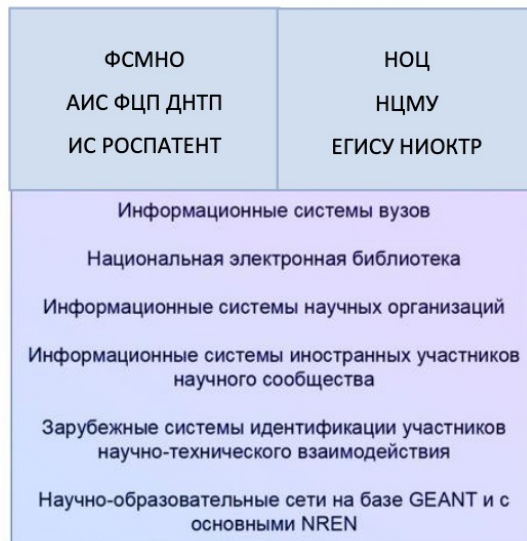 ФСМНО
АИС ФЦП ДНТП
ИС РОСПАТЕНТ
НОЦ
НЦМУ
ЕГИСУ НИОКТР
Информационные системы вузов
Национальная электронная библиотека
Информационные системы научных организаций
Информационные системы иностранных участников
научного сообщества
Зарубежные системы идентификации участников
научно-технического взаимодействия
Научно-образовательные сети на базе GEANT и с
основными NREN